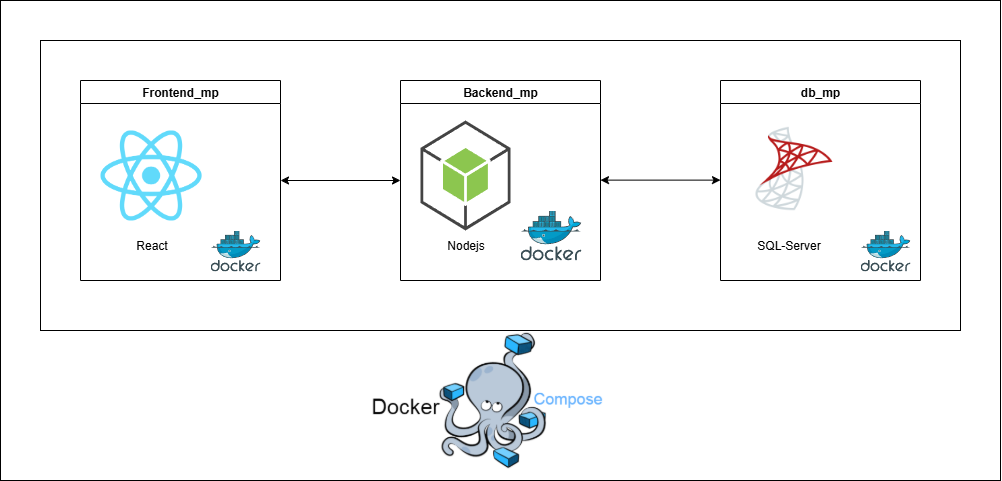 Frontend_mp
Backend_mp
db_mp
React
docker
Nodejs
docker
SQL-Server
docker
Docker
Compose